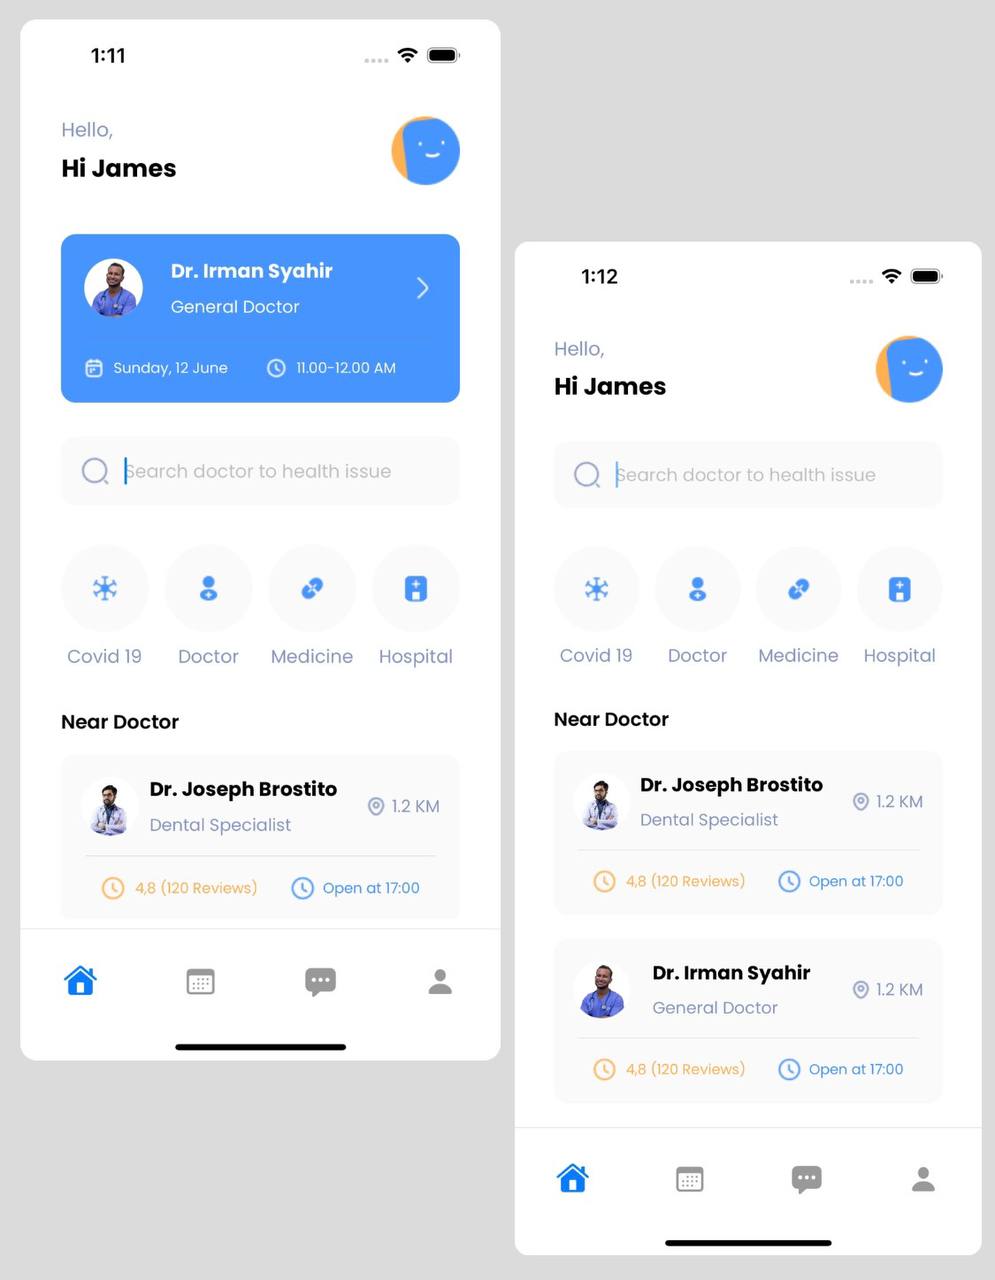 1:11
Hello,
Hi James
Dr. Irman Syahir
General Doctor
Sunday, 12 June
11.00-12.00 AM
Search doctor to health issue
Covid 19 Doctor Medicine Hospital
Near Doctor
Dr. Joseph Brostito
Dental Specialist
1.2 KM
4,8 (120 Reviews)
Open at 17:00
1:12
Hello,
Hi James
Search doctor to health issue
Covid 19 Doctor Medicine Hospital
Near Doctor
Dr. Joseph Brostito
Dental Specialist
1.2 KM
4,8 (120 Reviews)
Open at 17:00
Dr. Irman Syahir
General Doctor
1.2 KM
4,8 (120 Reviews)
Open at 17:00